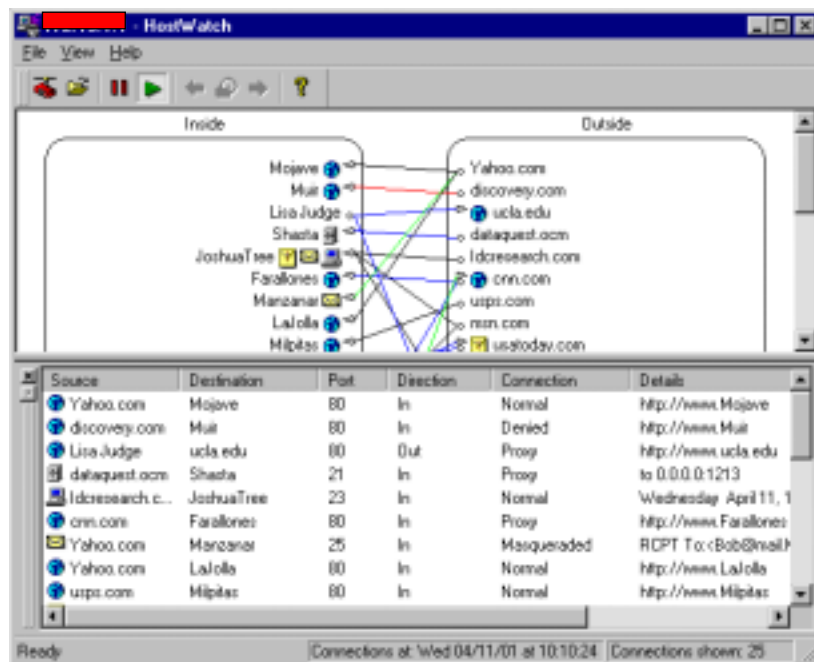 - HostWatch
File View Help
Inside Outside
Mojave Yahoo.com
Muir discovery.com
Lisa Judge ucla.edu
Shasta dataquest.ocm
JoshuaTree ldcresearch.com
Farallones cnn.com
Manzanar usps.com
LaJolla msn.com
Milpitas usatoday.com
Source Destination Port Direction Connection Details
Yahoo.com Mojave 80 In Normal http://www.Mojave
discovery.com Muir 80 In Denied http://www.Muir
Lisa Judge ucla.edu 80 Out Proxy http://www.ucla.edu
dataquest.ocm Shasta 21 In Proxy to 0.0.0.0:1213
ldcresearch.c... JoshuaTree 23 In Normal Wednesday April 11, 1
cnn.com Farallones 80 In Proxy http://www.Farallones
Yahoo.com Manzanar 25 In Masqueraded RCPT To:<Bob@mail.
Yahoo.com LaJolla 80 In Normal http://www.LaJolla
usps.com Milpitas 80 In Normal http://www.Milpitas
Ready Connections at: Wed 04/11/01 at 10:10:24 Connections shown: 25